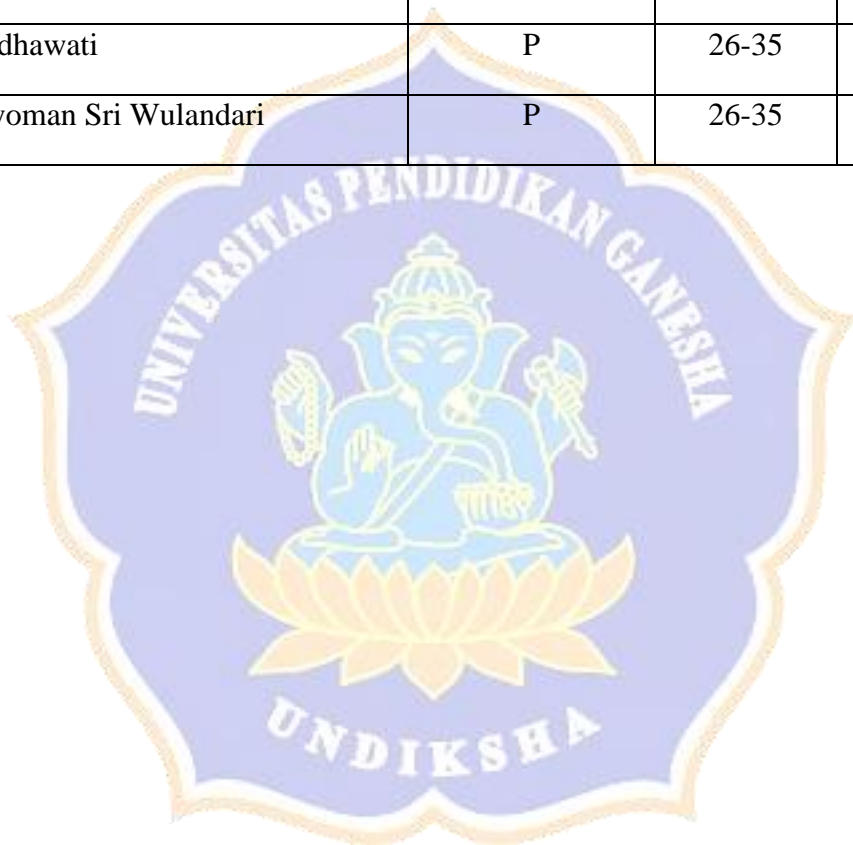 dhawati P 26-35
yoman Sri Wulandari P 26-35
UNIVERSITAS PENDIDIKAN GANESHA
UNDIKSHA